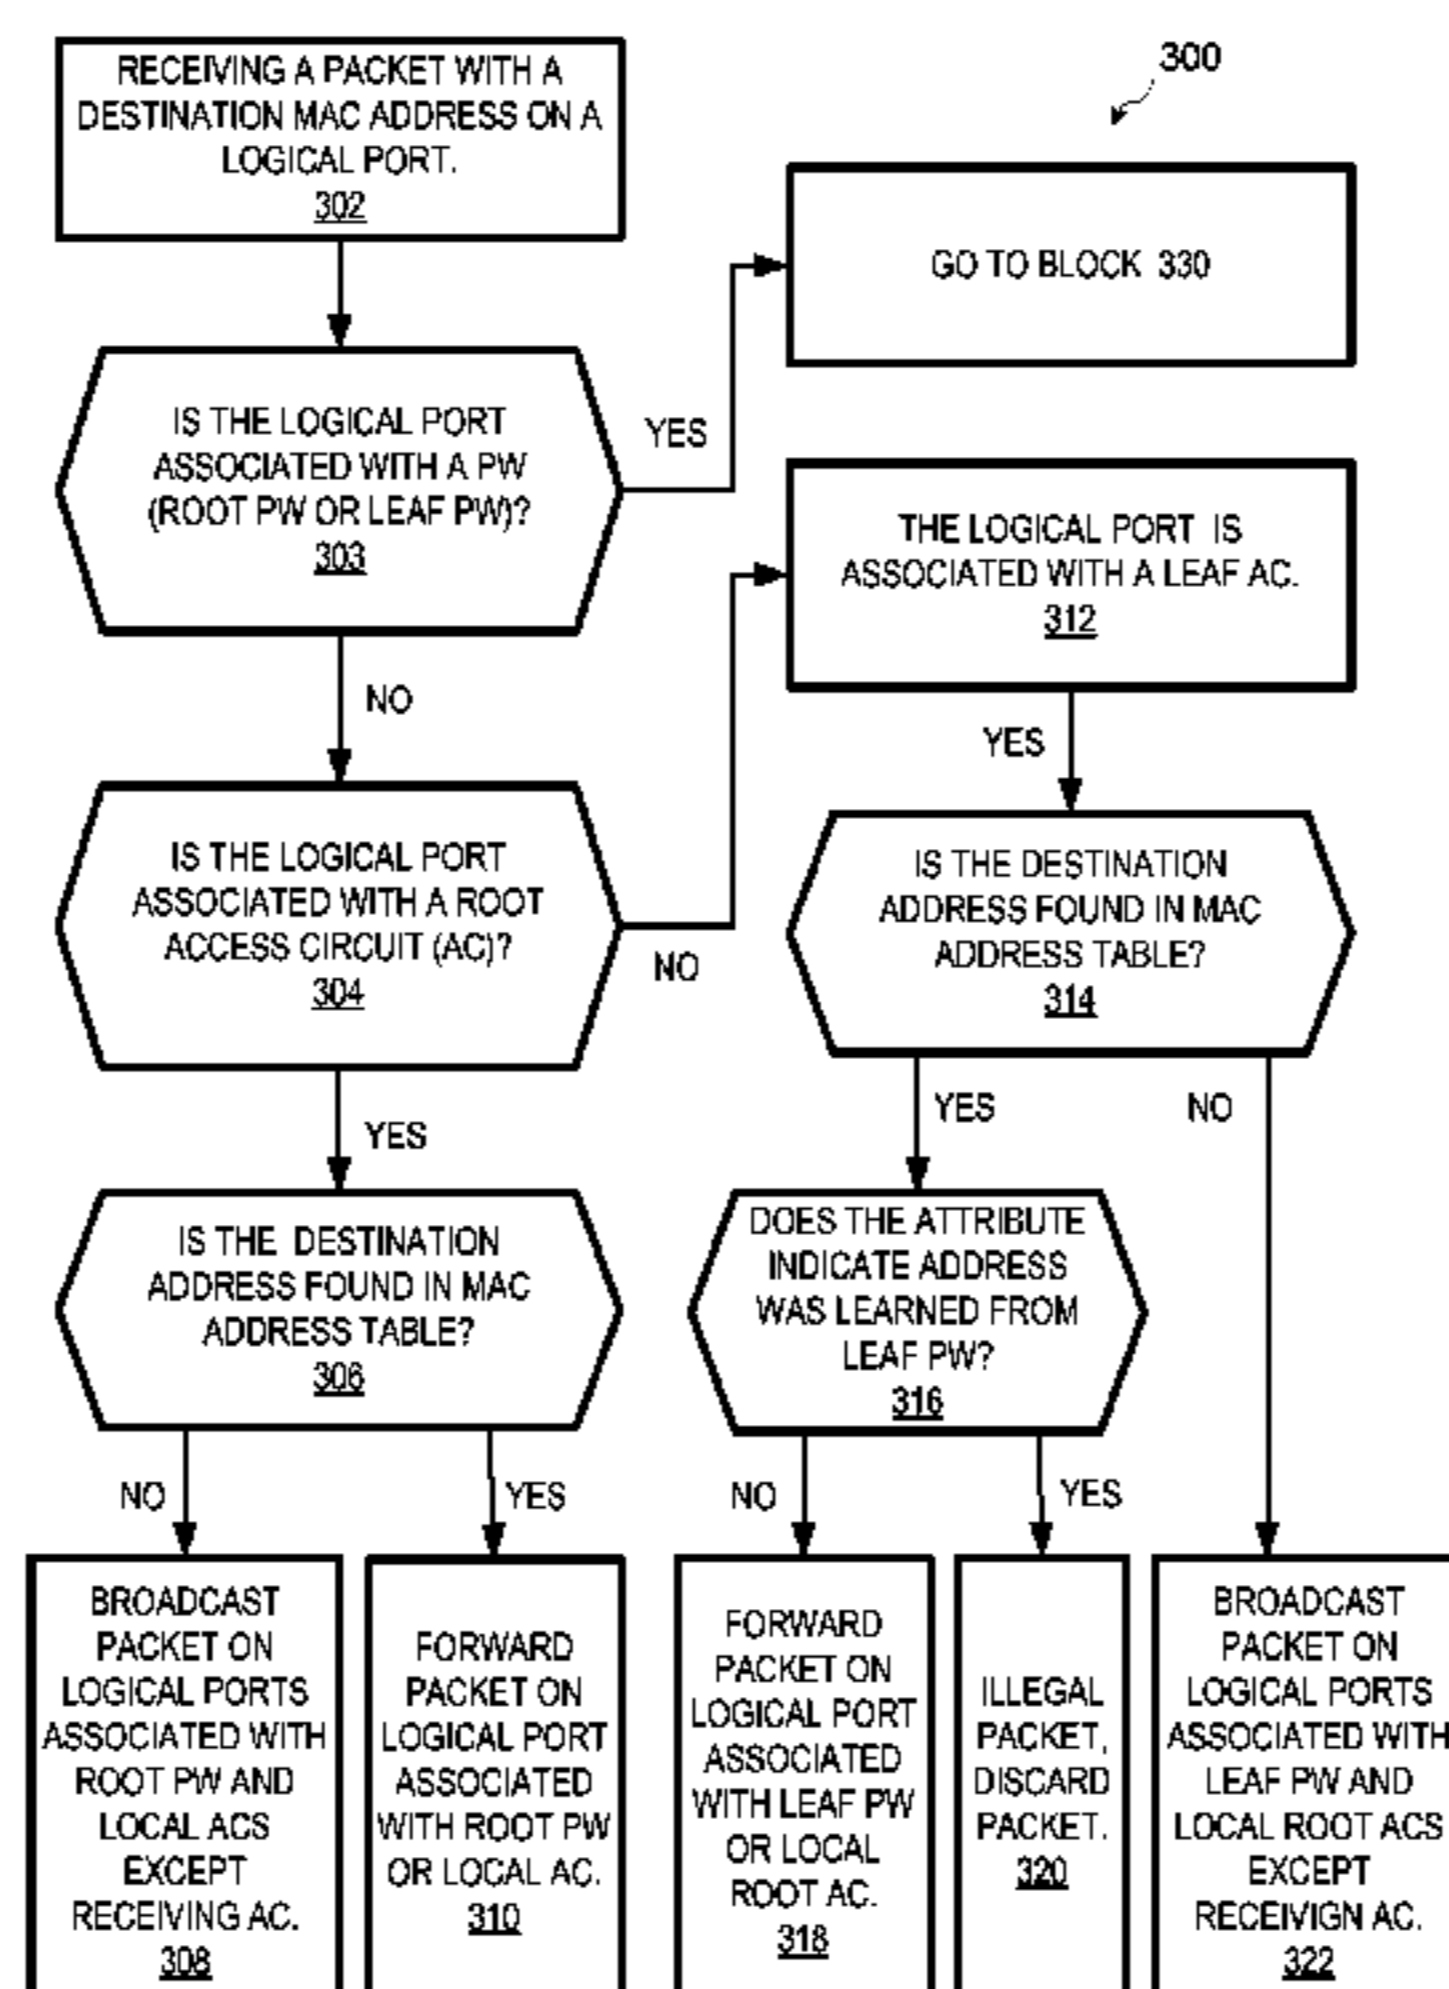 300
RECEIVING A PACKET WITH A
DESTINATION MAC ADDRESS ON A
LOGICAL PORT.
302
GO TO BLOCK 330
IS THE LOGICAL PORT
ASSOCIATED WITH A PW
(ROOT PW OR LEAF PW)?
303
YES
NO
THE LOGICAL PORT IS
ASSOCIATED WITH A LEAF AC.
312
YES
IS THE LOGICAL PORT
ASSOCIATED WITH A ROOT
ACCESS CIRCUIT (AC)?
304
NO
YES
IS THE DESTINATION
ADDRESS FOUND IN MAC
ADDRESS TABLE?
314
YES
NO
IS THE DESTINATION
ADDRESS FOUND IN MAC
ADDRESS TABLE?
306
NO
YES
DOES THE ATTRIBUTE
INDICATE ADDRESS
WAS LEARNED FROM
LEAF PW?
316
NO
YES
BROADCAST
PACKET ON
LOGICAL PORTS
ASSOCIATED WITH
ROOT PW AND
LOCAL ACS
EXCEPT
RECEIVING AC.
308
FORWARD
PACKET ON
LOGICAL PORT
ASSOCIATED
WITH ROOT PW
OR LOCAL AC.
310
FORWARD
PACKET ON
LOGICAL PORT
ASSOCIATED
WITH LEAF PW
OR LOCAL
ROOT AC.
318
ILLEGAL
PACKET,
DISCARD
PACKET.
320
BROADCAST
PACKET ON
LOGICAL PORTS
ASSOCIATED WITH
LEAF PW AND
LOCAL ROOT ACS
EXCEPT
RECEIVIGN AC.
322